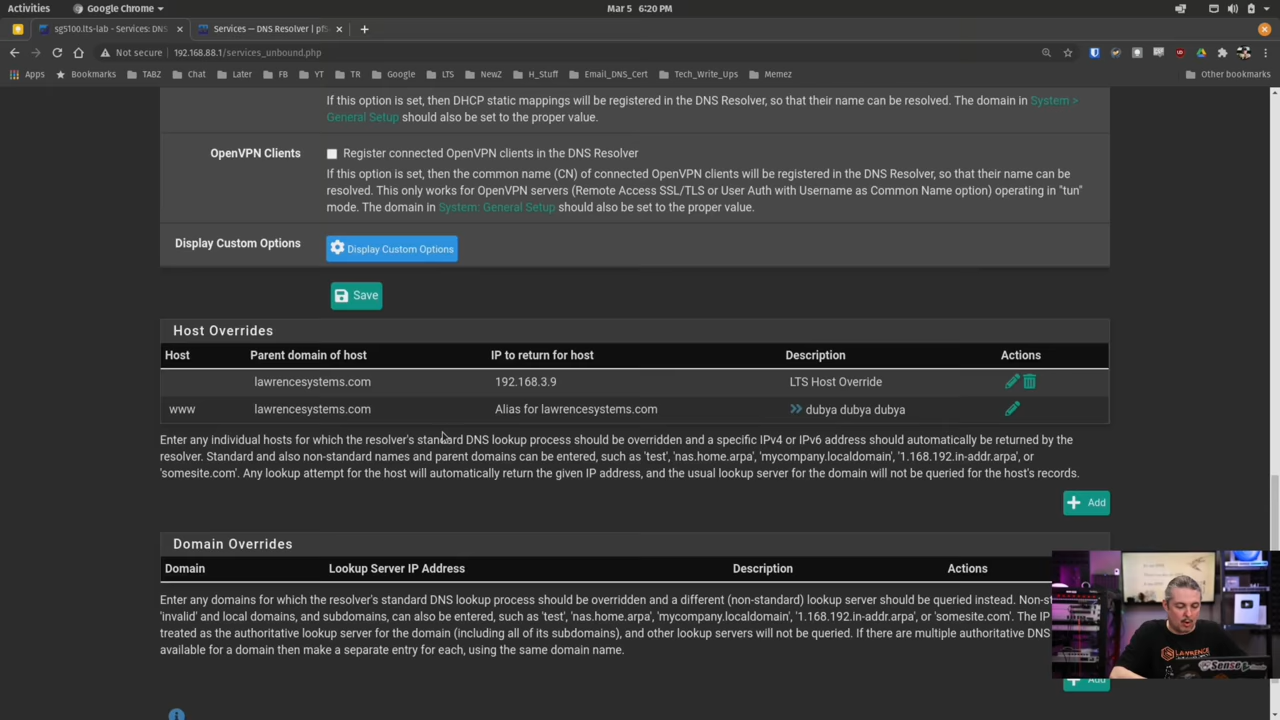 Activities
Google Chrome
Mar 5 6:20 PM
sg5100.lts-lab - Services: DNS
Services — DNS Resolver | pf
Not secure
192.168.88.1/services_unbound.php
Apps
Bookmarks
TABZ
Chat
Later
FB
YT
TR
Google
LTS
NewZ
H_Stuff
Email_DNS_Cert
Tech_Write_Ups
Memez
Other bookmarks
If this option is set, then DHCP static mappings will be registered in the DNS Resolver, so that their name can be resolved. The domain in System >
General Setup should also be set to the proper value.
OpenVPN Clients
Register connected OpenVPN clients in the DNS Resolver
If this option is set, then the common name (CN) of connected OpenVPN clients will be registered in the DNS Resolver, so that their name can be
resolved. This only works for OpenVPN servers (Remote Access SSL/TLS or User Auth with Username as Common Name option) operating in "tun"
mode. The domain in System: General Setup should also be set to the proper value.
Display Custom Options
Display Custom Options
Save
Host Overrides
Host Parent domain of host IP to return for host Description Actions
lawrencesystems.com 192.168.3.9 LTS Host Override
www lawrencesystems.com Alias for lawrencesystems.com dubya dubya dubya
Enter any individual hosts for which the resolver's standard DNS lookup process should be overridden and a specific IPv4 or IPv6 address should automatically be returned by the
resolver. Standard and also non-standard names and parent domains can be entered, such as 'test', 'nas.home.arpa', 'mycompany.localdomain', '1.168.192.in-addr.arpa', or
'somesite.com'. Any lookup attempt for the host will automatically return the given IP address, and the usual lookup server for the domain will not be queried for the host's records.
Add
Domain Overrides
Domain Lookup Server IP Address Description Actions
Enter any domains for which the resolver's standard DNS lookup process should be overridden and a different (non-standard) lookup server should be queried instead. Non-s
'invalid' and local domains, and subdomains, can also be entered, such as 'test', 'nas.home.arpa', 'mycompany.localdomain', '1.168.192.in-addr.arpa', or 'somesite.com'. The IP
treated as the authoritative lookup server for the domain (including all of its subdomains), and other lookup servers will not be queried. If there are multiple authoritative DNS
available for a domain then make a separate entry for each, using the same domain name.
Add
LAWRENCE